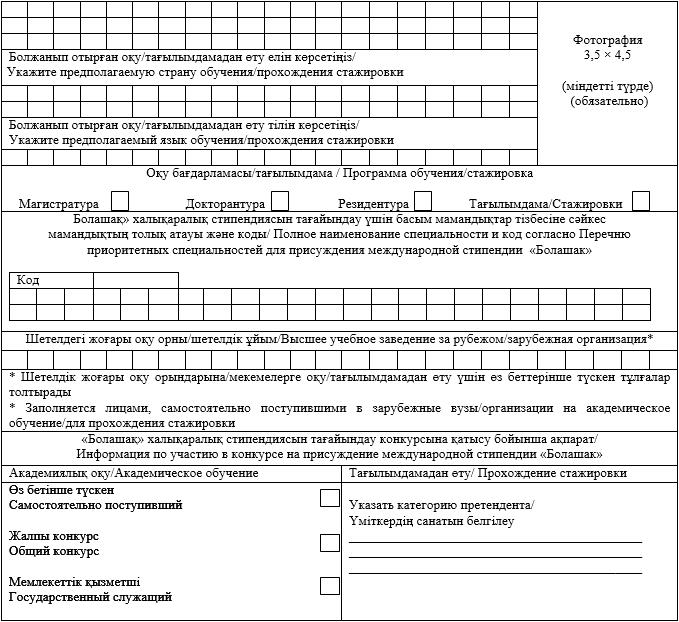 Фотография
3,5 × 4,5
(міндетті түрде)
(обязательно)
Болжанып отырған оқу/тағылымдамадан өту елін көрсетіңіз/
Укажите предполагаемую страну обучения/прохождения стажировки
Болжанып отырған оқу/тағылымдамадан өту тілін көрсетіңіз/
Укажите предполагаемый язык обучения/прохождения стажировки
Оқу бағдарламасы/тағылымдама / Программа обучения/стажировка
Магистратура Докторантура Резидентура Тағылымдама/Стажировки
Болашақ» халықаралық стипендиясын тағайындау үшін басым мамандықтар тізбесіне сәйкес
мамандықтың толық атауы және коды/ Полное наименование специальности и код согласно Перечню
приоритетных специальностей для присуждения международной стипендии «Болашак»
Код
Шетелдегі жоғары оқу орны/шетелдік ұйым/Высшее учебное заведение за рубежом/зарубежная организация*
* Шетелдік жоғары оқу орындарына/мекемелерге оқу/тағылымдамадан өту үшін өз беттерінше түскен тұлғалар
толтырады
* Заполняется лицами, самостоятельно поступившими в зарубежные вузы/организации на академическое
обучение/для прохождения стажировки
«Болашақ» халықаралық стипендиясын тағайындау конкурсына қатысу бойынша ақпарат/
Информация по участию в конкурсе на присуждение международной стипендии «Болашак»
Академиялық оқу/Академическое обучение
Тағылымдамадан өту/ Прохождение стажировки
Өз бетінше түскен
Самостоятельно поступивший
Жалпы конкурс
Общий конкурс
Мемлекеттік қызметші
Государственный служащий
Указать категорию претендента/
Үміткердің санатын белгілеу